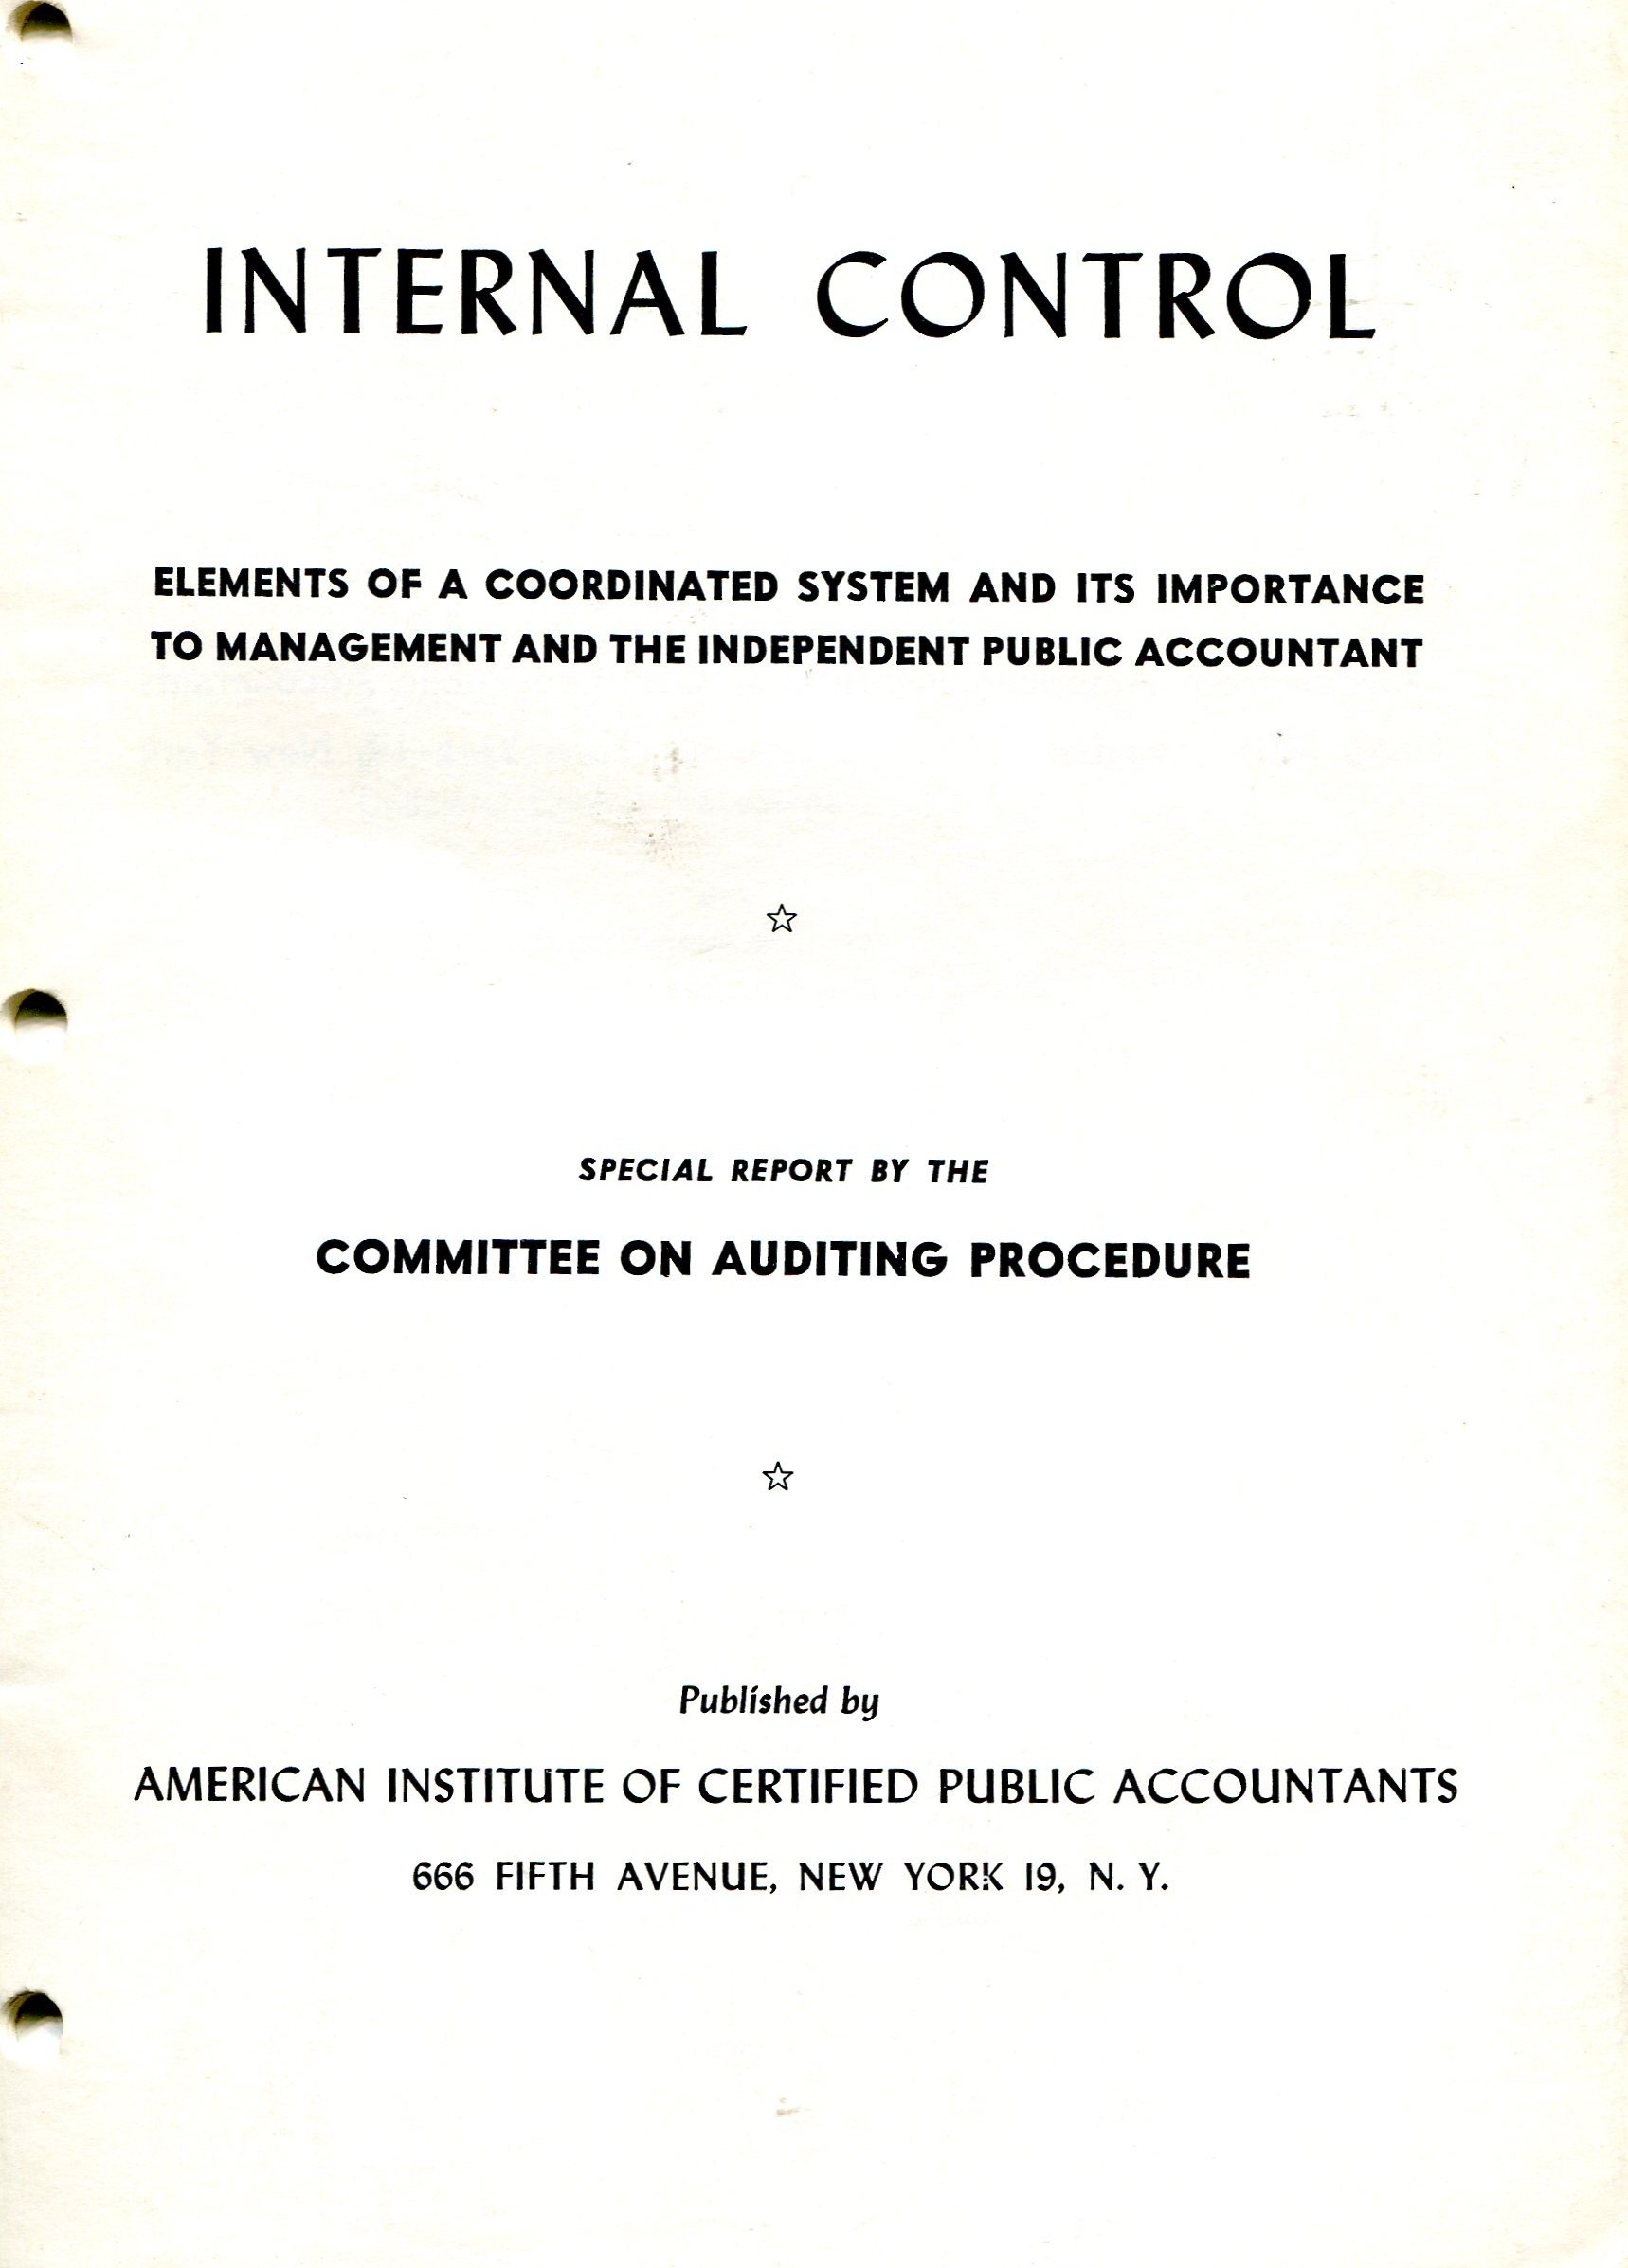 INTERNAL CONTROL
ELEMENTS OF A COORDINATED SYSTEM AND ITS IMPORTANCE
TO MANAGEMENT AND THE INDEPENDENT PUBLIC ACCOUNTANT
SPECIAL REPORT BY THE
COMMITTEE ON AUDITING PROCEDURE
Published by
AMERICAN INSTITUTE OF CERTIFIED PUBLIC ACCOUNTANTS
666 FIFTH AVENUE, NEW YORK 19, N. Y.